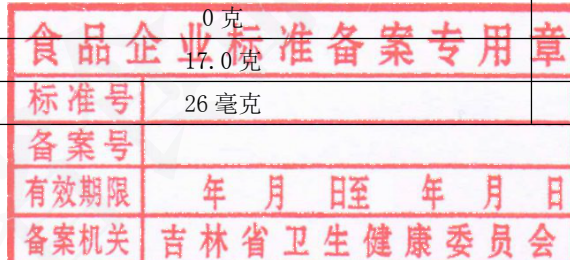 0 克
食品企业标准备案专用章
17.0 克
标准号
26 毫克
备案号
有效期限 年 月 日至 年 月 日
备案机关 吉林省卫生健康委员会